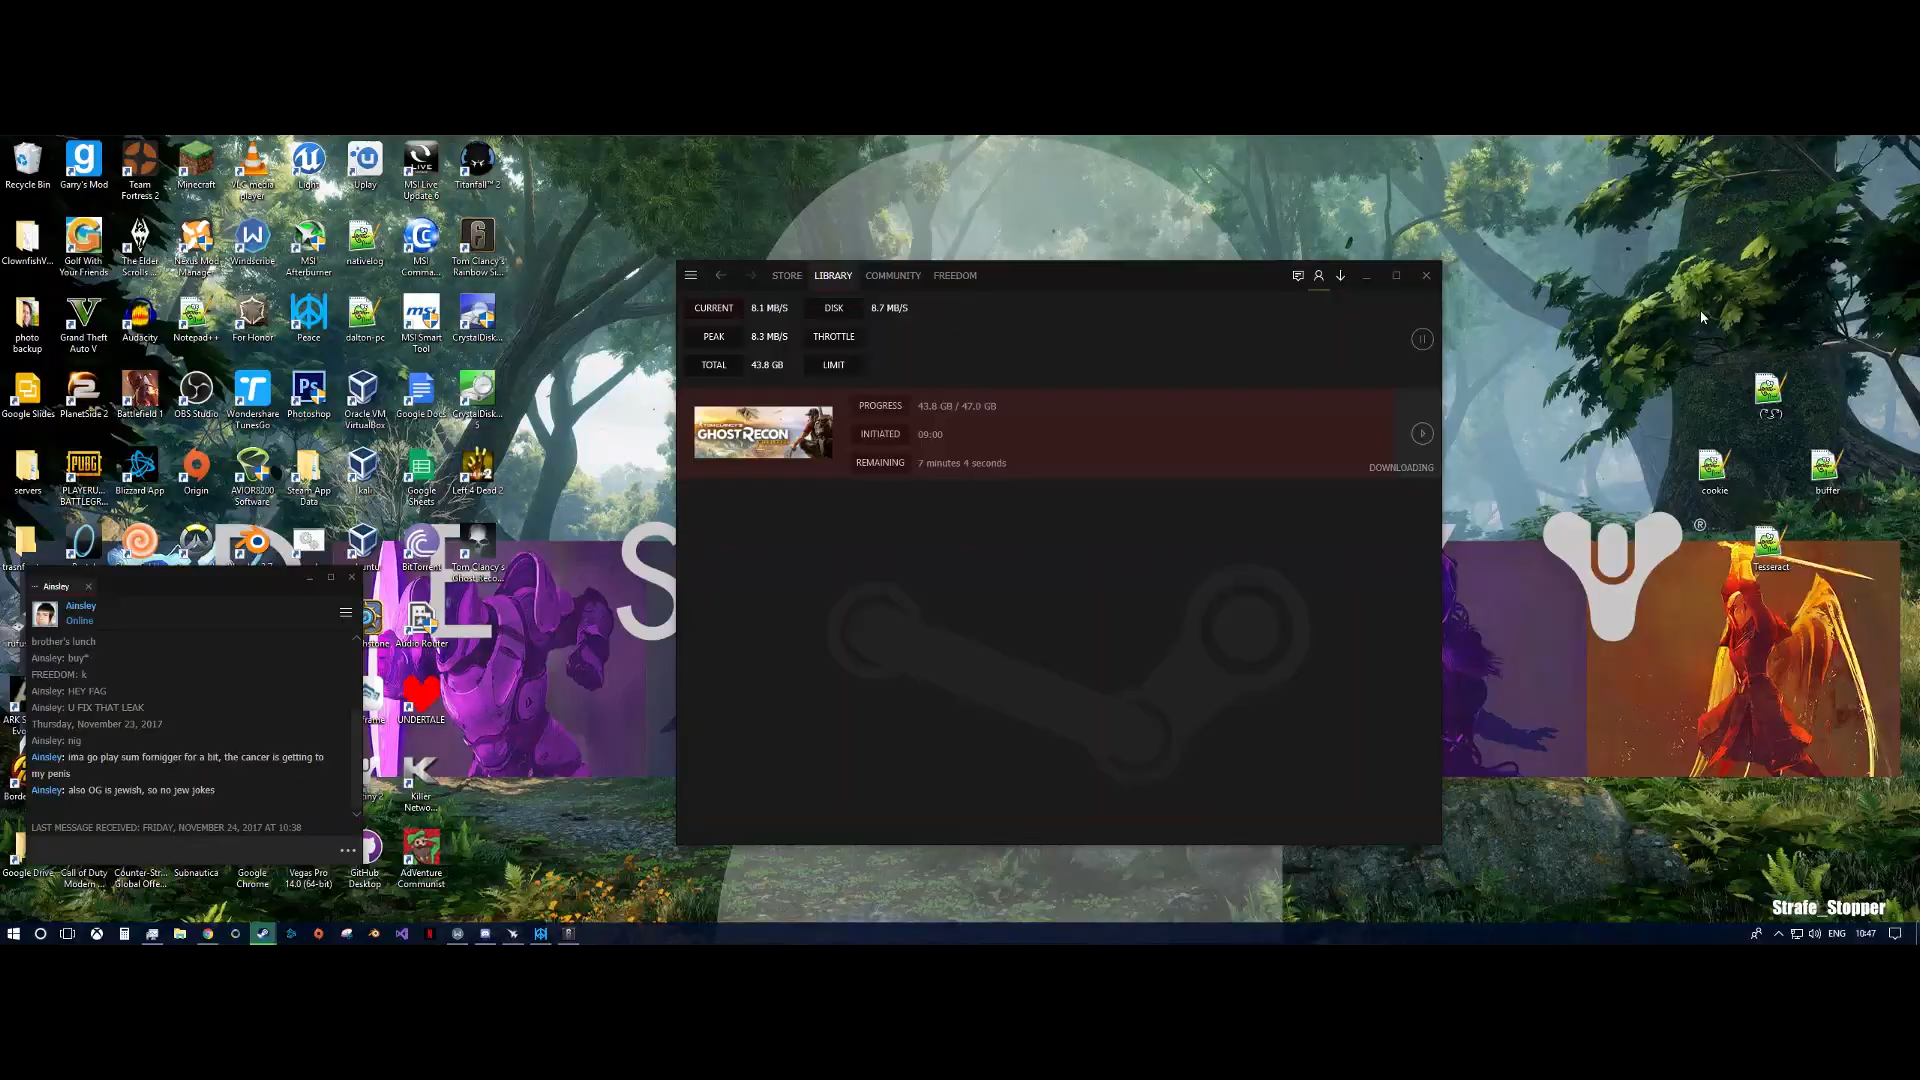 Recycle Bin
Garry's Mod
Team Fortress 2
Minecraft
VLC media player
Light
Uplay
MSI Live Update 6
Titanfall™ 2
ClownfishV...
Golf With Your Friends
The Elder Scrolls...
Nexus Mod Manager
Windscribe
MSI Afterburner
nativelog
MSI Comma...
Tom Clancy's Rainbow Si...
photo backup
Grand Theft Auto V
Audacity
Notepad++
For Honor
Peace
dalton-pc
MSI Smart Tool
CrystalDisk...
Google Slides
PlanetSide 2
Battlefield 1
OBS Studio
Wondershare TunesGo
Photoshop
Oracle VM VirtualBox
Google Docs
CrystalDisk... 5
servers
PLAYERU... BATTLEGR...
Blizzard App
Origin
AVIOR8200 Software
Steam App Data
kali
Google Sheets
Left 4 Dead 2
BitTorrent
Tom Clancy's Ghost Reco...
Audio Router
UNDERTALE
Killer Netwo...
Google Drive
Call of Duty Modern ...
Counter-Str... Global Offe...
Subnautica
Google Chrome
Vegas Pro 14.0 (64-bit)
GitHub Desktop
AdVenture Communist
STORE LIBRARY COMMUNITY FREEDOM
CURRENT 8.1 MB/S DISK 8.7 MB/S
PEAK 8.3 MB/S THROTTLE
TOTAL 43.8 GB LIMIT
GHOST RECON
PROGRESS 43.8 GB / 47.0 GB
INITIATED 09:00
REMAINING 7 minutes 4 seconds
DOWNLOADING
cookie
buffer
Tesseract
®
Ainsley
Ainsley
Online
brother's lunch
Ainsley: buy*
FREEDOM: k
Ainsley: HEY FAG
Ainsley: U FIX THAT LEAK
Thursday, November 23, 2017
Ainsley: nig
Ainsley: ima go play sum fornigger for a bit, the cancer is getting to
my penis
Ainsley: also OG is jewish, so no jew jokes
LAST MESSAGE RECEIVED: FRIDAY, NOVEMBER 24, 2017 AT 10:38
Strafe_Stopper
ENG 10:47